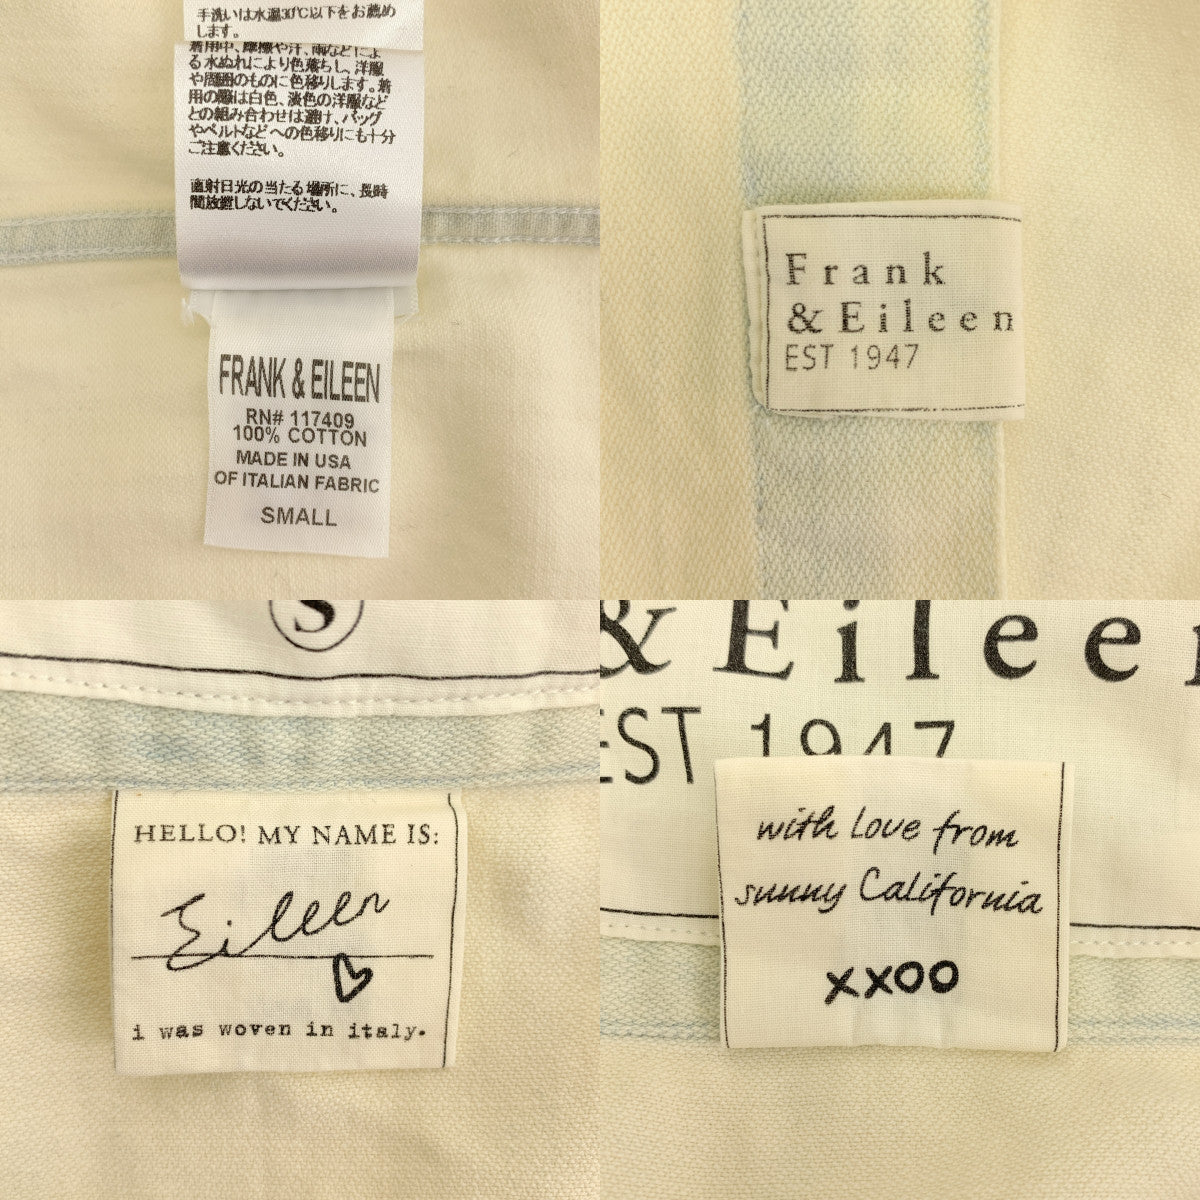 手洗いは水温30℃以下をお薦め
します。
着用中、摩擦や汗、雨などによ
る水ぬれにより色落ちし、洋服
や周囲のものに色移りします。着
用の際は白色、淡色の洋服など
との組み合わせは避け、バッグ
やベルトなどへの色移りにも十分
ご注意ください。
直射日光の当たる場所に、長時
間放置しないでください。
FRANK & EILEEN
RN# 117409
100% COTTON
MADE IN USA
OF ITALIAN FABRIC
SMALL
Frank
& Eileen
EST 1947
S
HELLO! MY NAME IS:
Eileen
i was woven in italy.
& Eileen
EST 1947
with love from
sunny California
xxoo